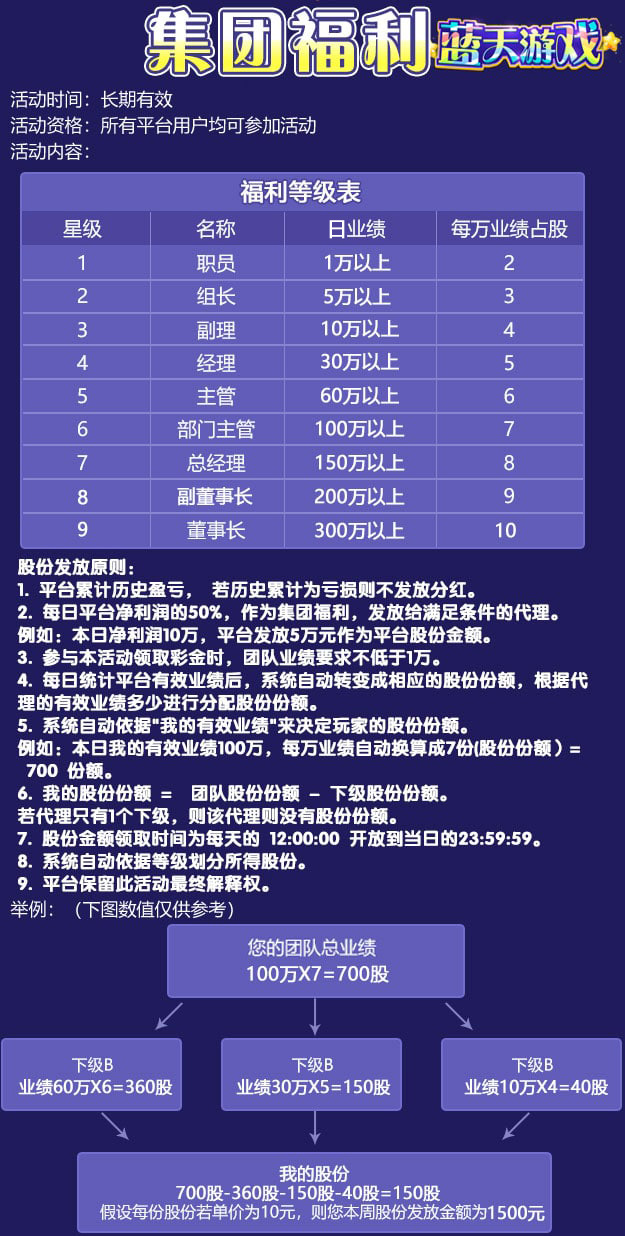 集团福利 蓝天游戏
活动时间：长期有效
活动资格：所有平台用户均可参加活动
活动内容：
福利等级表
星级 名称 日业绩 每万业绩占股
1 职员 1万以上 2
2 组长 5万以上 3
3 副理 10万以上 4
4 经理 30万以上 5
5 主管 60万以上 6
6 部门主管 100万以上 7
7 总经理 150万以上 8
8 副董事长 200万以上 9
9 董事长 300万以上 10
股份发放原则：
1. 平台累计历史盈亏， 若历史累计为亏损则不发放分红。
2. 每日平台净利润的50%，作为集团福利，发放给满足条件的代理。
例如：本日净利润10万，平台发放5万元作为平台股份金额。
3. 参与本活动领取彩金时，团队业绩要求不低于1万。
4. 每日统计平台有效业绩后，系统自动转变成相应的股份份额，根据代
理的有效业绩多少进行分配股份份额。
5. 系统自动依据"我的有效业绩"来决定玩家的股份份额。
例如：本日我的有效业绩100万，每万业绩自动换算成7份(股份份额）=
700 份额。
6. 我的股份份额 = 团队股份份额 – 下级股份份额。
若代理只有1个下级，则该代理则没有股份份额。
7. 股份金额领取时间为每天的 12:00:00 开放到当日的23:59:59。
8. 系统自动依据等级划分所得股份。
9. 平台保留此活动最终解释权。
举例：（下图数值仅供参考）
您的团队总业绩
100万X7=700股
下级B 下级B 下级B
业绩60万X6=360股 业绩30万X5=150股 业绩10万X4=40股
我的股份
700股-360股-150股-40股=150股
假设每份股份若单价为10元，则您本周股份发放金额为1500元